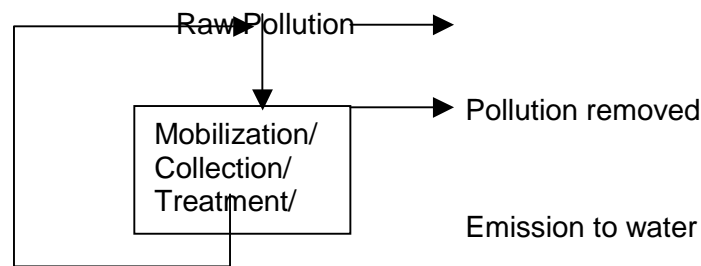 Raw Pollution
Pollution removed
Mobilization/
Collection/
Treatment/
Emission to water